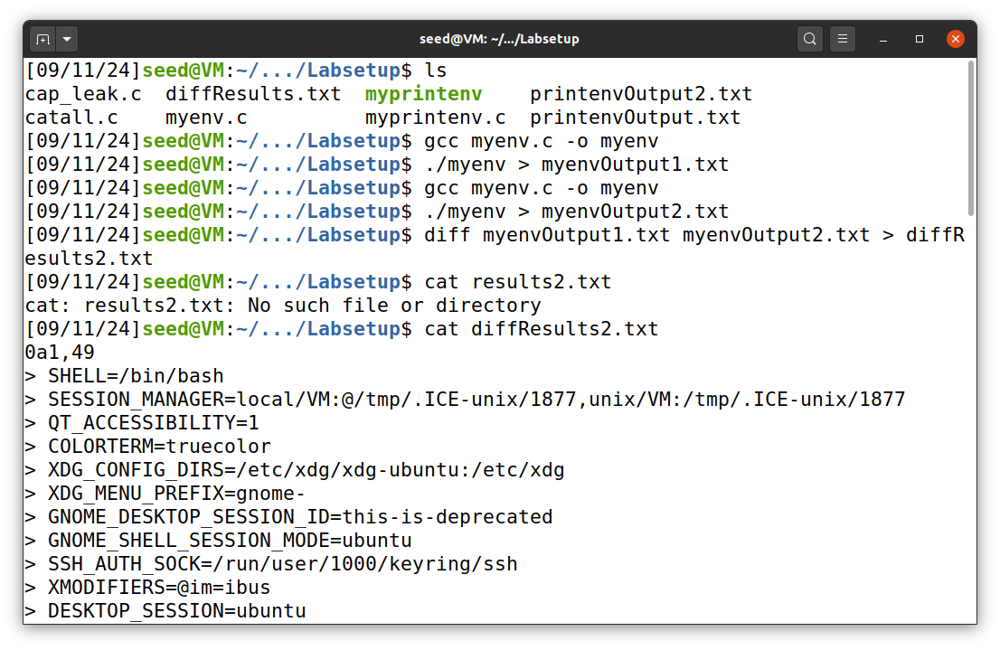 seed@VM: ~/.../Labsetup
[09/11/24]seed@VM:~/.../Labsetup$ ls
cap_leak.c  diffResults.txt  myprintenv    printenvOutput2.txt
catall.c    myenv.c          myprintenv.c  printenvOutput.txt
[09/11/24]seed@VM:~/.../Labsetup$ gcc myenv.c -o myenv
[09/11/24]seed@VM:~/.../Labsetup$ ./myenv > myenvOutput1.txt
[09/11/24]seed@VM:~/.../Labsetup$ gcc myenv.c -o myenv
[09/11/24]seed@VM:~/.../Labsetup$ ./myenv > myenvOutput2.txt
[09/11/24]seed@VM:~/.../Labsetup$ diff myenvOutput1.txt myenvOutput2.txt > diffR
esults2.txt
[09/11/24]seed@VM:~/.../Labsetup$ cat results2.txt
cat: results2.txt: No such file or directory
[09/11/24]seed@VM:~/.../Labsetup$ cat diffResults2.txt
0a1,49
> SHELL=/bin/bash
> SESSION_MANAGER=local/VM:@/tmp/.ICE-unix/1877,unix/VM:/tmp/.ICE-unix/1877
> QT_ACCESSIBILITY=1
> COLORTERM=truecolor
> XDG_CONFIG_DIRS=/etc/xdg/xdg-ubuntu:/etc/xdg
> XDG_MENU_PREFIX=gnome-
> GNOME_DESKTOP_SESSION_ID=this-is-deprecated
> GNOME_SHELL_SESSION_MODE=ubuntu
> SSH_AUTH_SOCK=/run/user/1000/keyring/ssh
> XMODIFIERS=@im=ibus
> DESKTOP_SESSION=ubuntu